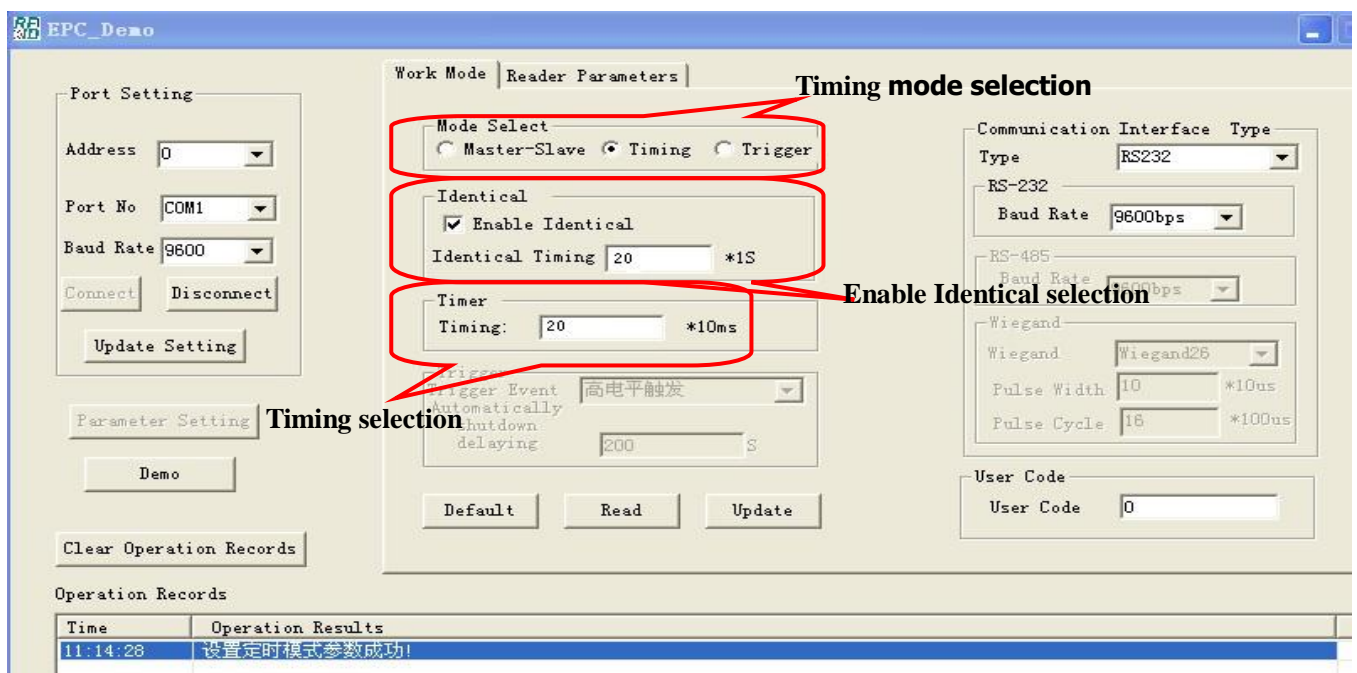 EPC_Demo
Work Mode Reader Parameters
Timing mode selection
Port Setting
Address 0
Port No COM1
Baud Rate 9600
Connect Disconnect
Update Setting
Parameter Setting
Demo
Clear Operation Records
Mode Select
Master-Slave Timing Trigger
Identical
Enable Identical
Identical Timing 20 *1S
Enable Identical selection
Timer
Timing: 20 *10ms
Timing selection
Trigger
Trigger Event 高电平触发
Automatically
shutdown
delaying 200 S
Default Read Update
Communication Interface Type
Type RS232
RS-232
Baud Rate 9600bps
RS-485
Baud Rate 9600bps
Wiegand
Wiegand Wiegand26
Pulse Width 10 *10us
Pulse Cycle 16 *100us
User Code
User Code 0
Operation Records
Time Operation Results
11:14:28 设置定时模式参数成功!